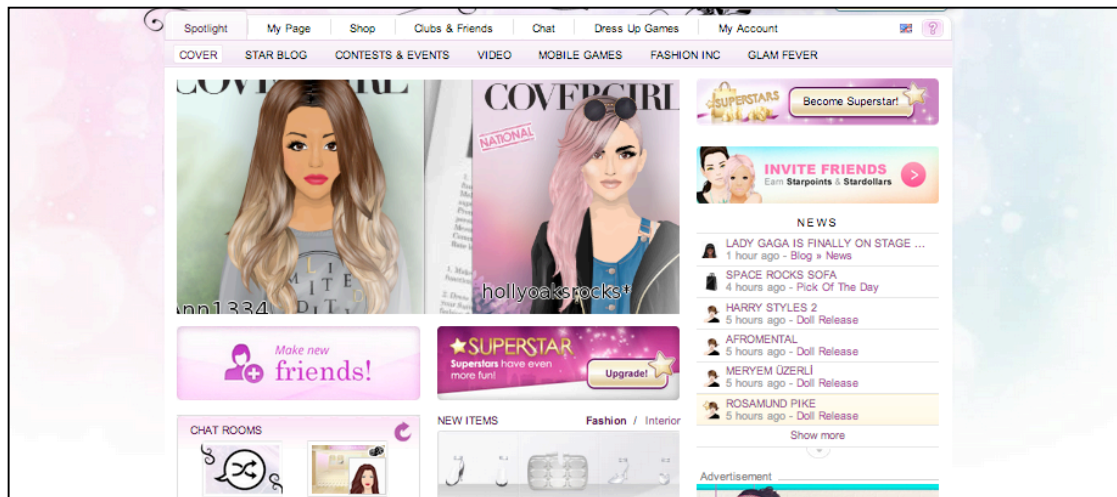 Spotlight
My Page
Shop
Clubs & Friends
Chat
Dress Up Games
My Account
?
COVER
STAR BLOG
CONTESTS & EVENTS
VIDEO
MOBILE GAMES
FASHION INC
GLAM FEVER
COVERGIRL
NATIONAL
COVERGIRL
L I
M I T E
D
hollyoaksrocks*
SUPERSTARS
Become Superstar!
INVITE FRIENDS
Earn Starpoints & Stardollars
NEWS
LADY GAGA IS FINALLY ON STAGE ...
1 hour ago - Blog » News
SPACE ROCKS SOFA
4 hours ago - Pick Of The Day
HARRY STYLES 2
5 hours ago - Doll Release
AFROMENTAL
5 hours ago - Doll Release
MERYEM ÜZERLİ
5 hours ago - Doll Release
ROSAMUND PIKE
5 hours ago - Doll Release
Show more
Advertisement
Make new
friends!
SUPERSTAR
Superstars have even
more fun!
Upgrade!
CHAT ROOMS
NEW ITEMS
Fashion / Interior